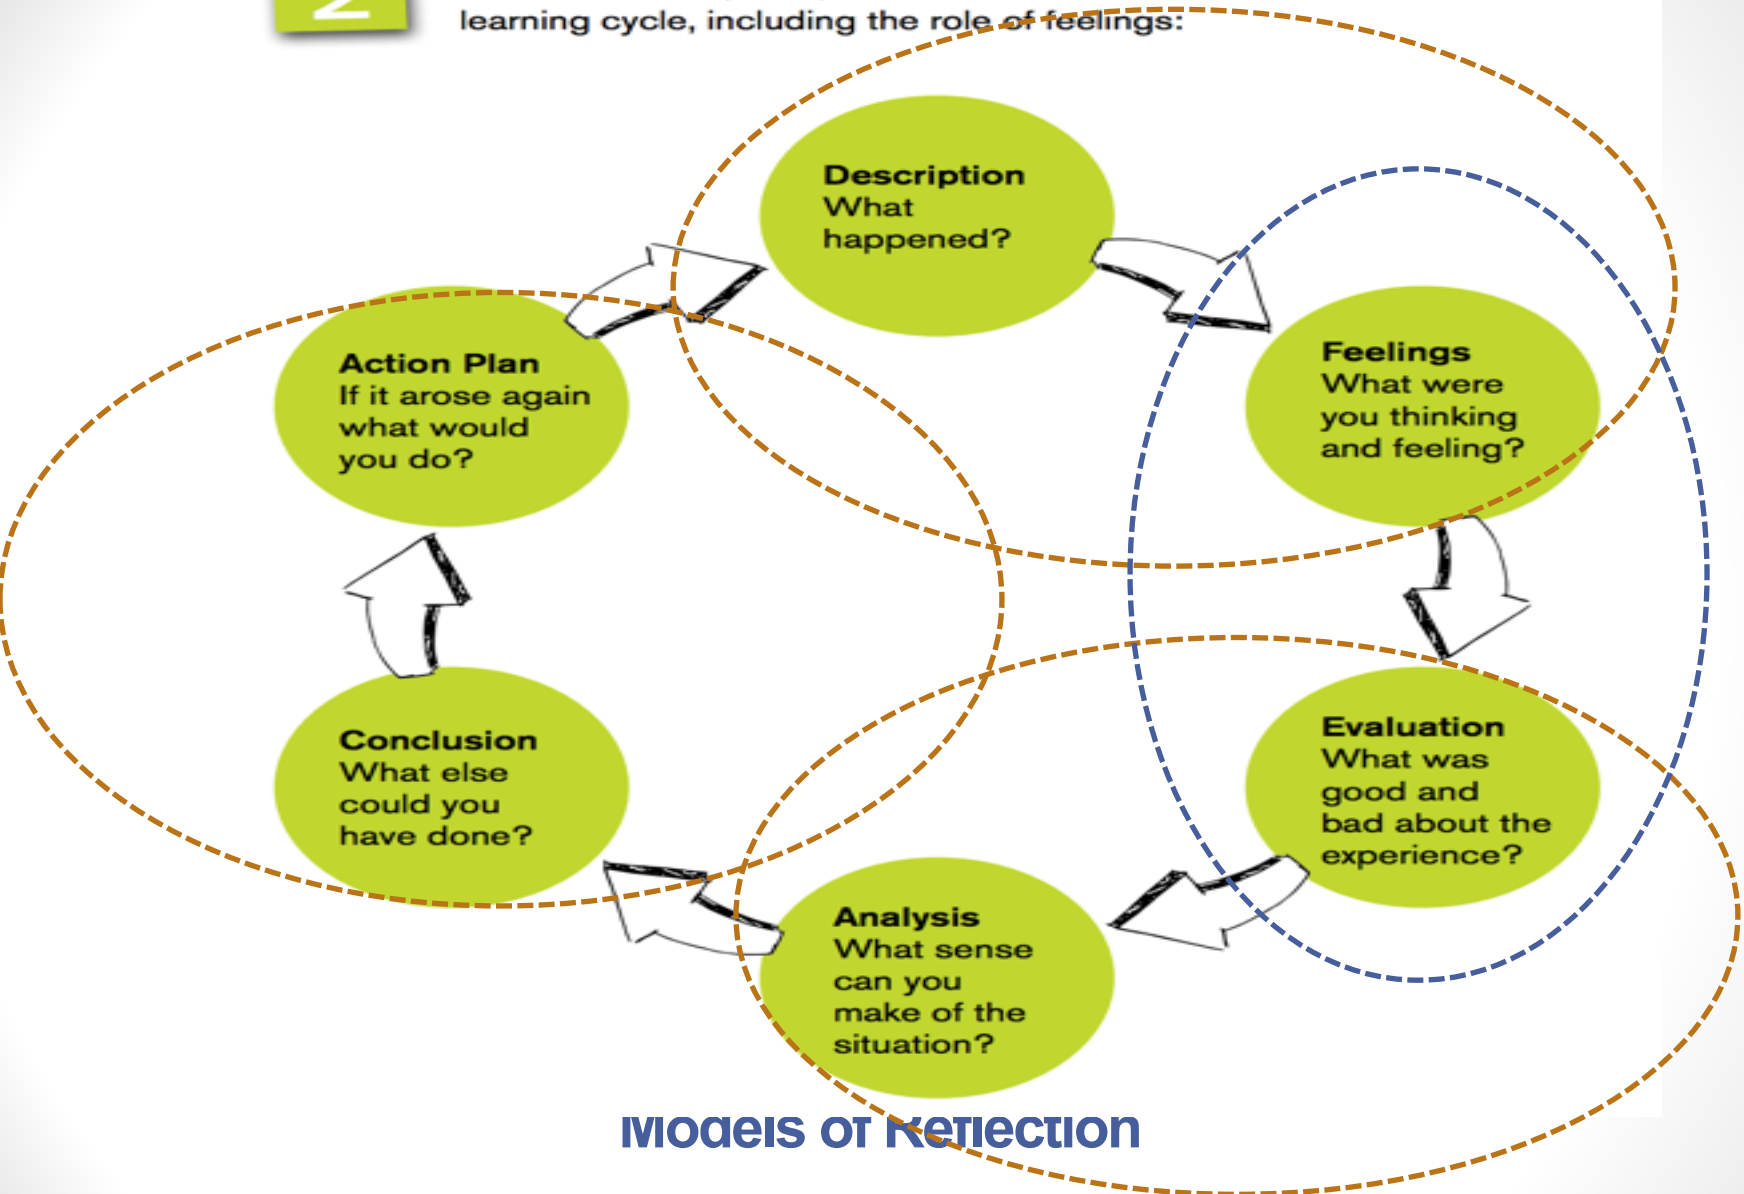 2
learning cycle, including the role of feelings:
Description
What
happened?
Feelings
What were
you thinking
and feeling?
Evaluation
What was
good and
bad about the
experience?
Analysis
What sense
can you
make of the
situation?
Conclusion
What else
could you
have done?
Action Plan
If it arose again
what would
you do?
Models of Reflection